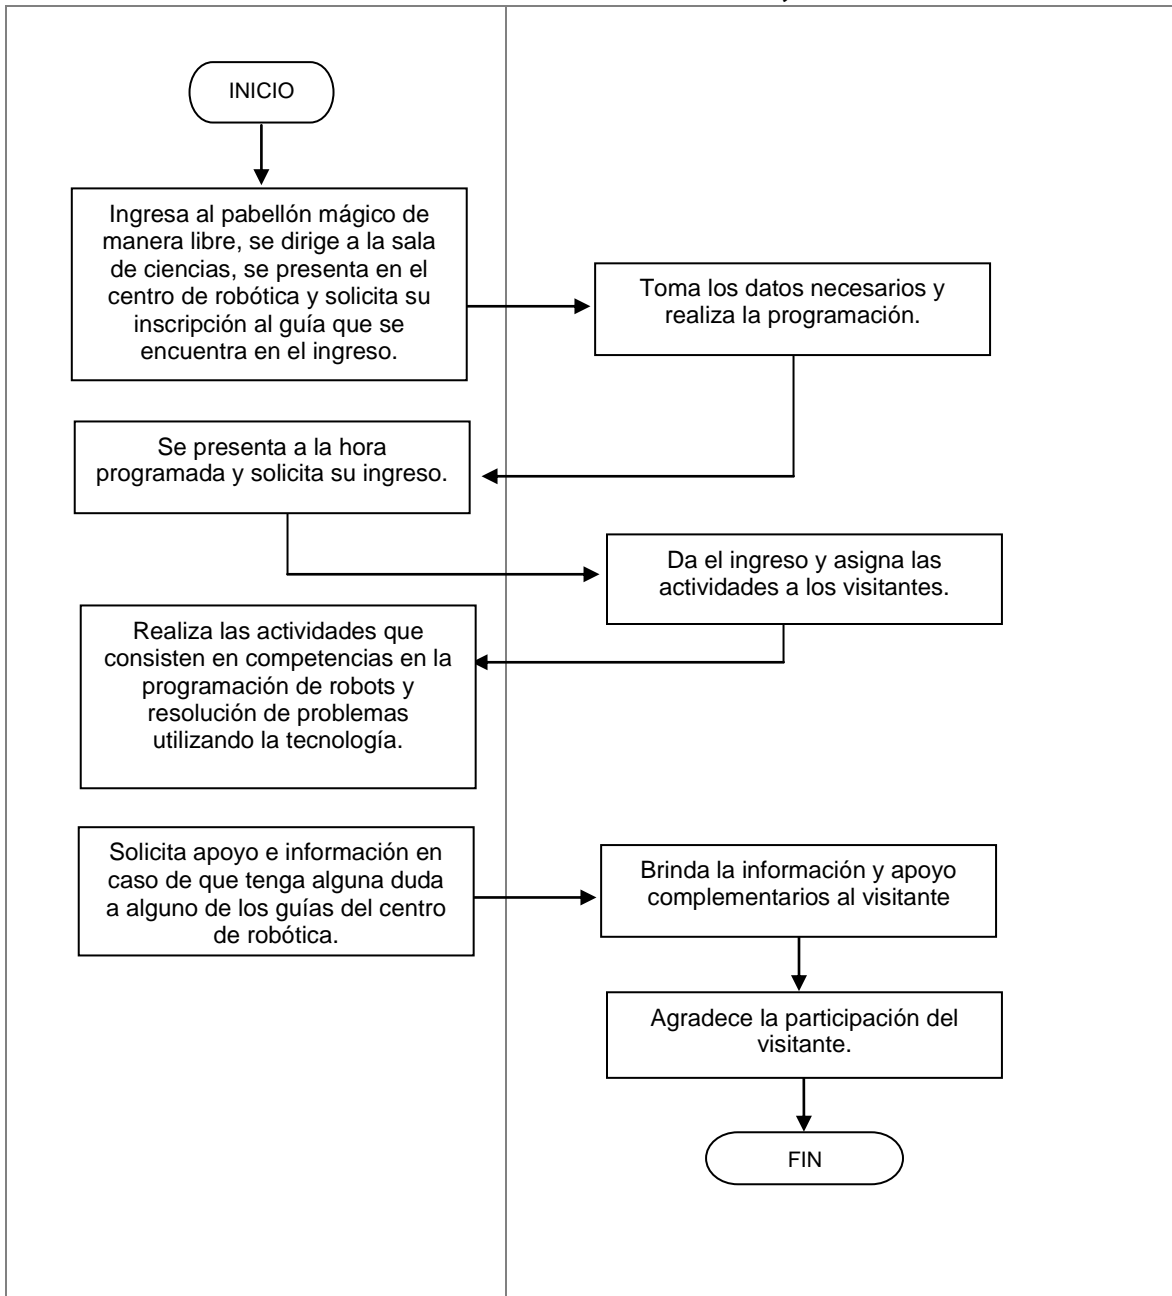 INICIO
Ingresa al pabellón mágico de
manera libre, se dirige a la sala
de ciencias, se presenta en el
centro de robótica y solicita su
inscripción al guía que se
encuentra en el ingreso.
Toma los datos necesarios y
realiza la programación.
Se presenta a la hora
programada y solicita su ingreso.
Da el ingreso y asigna las
actividades a los visitantes.
Realiza las actividades que
consisten en competencias en la
programación de robots y
resolución de problemas
utilizando la tecnología.
Solicita apoyo e información en
caso de que tenga alguna duda
a alguno de los guías del centro
de robótica.
Brinda la información y apoyo
complementarios al visitante
Agradece la participación del
visitante.
FIN